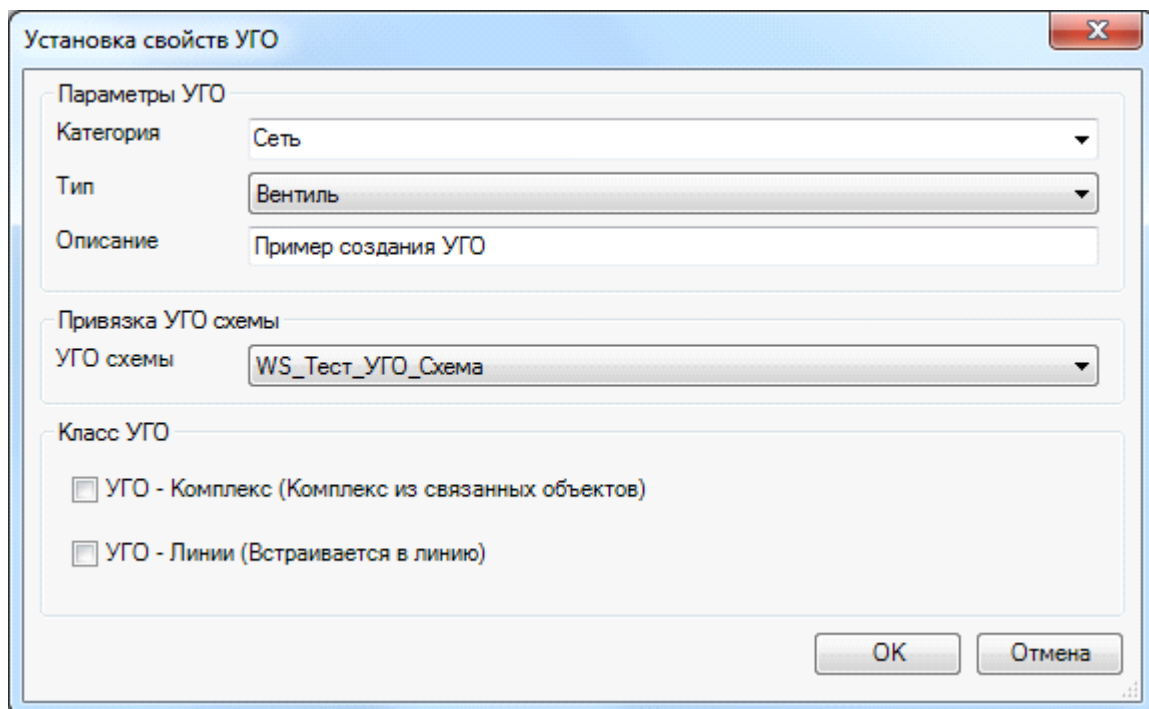 Установка свойств УГО
Параметры УГО
Категория Сеть
Тип Вентиль
Описание Пример создания УГО
Привязка УГО схемы
УГО схемы WS_Тест_УГО_Схема
Класс УГО
УГО - Комплекс (Комплекс из связанных объектов)
УГО - Линии (Встраивается в линию)
OK Отмена